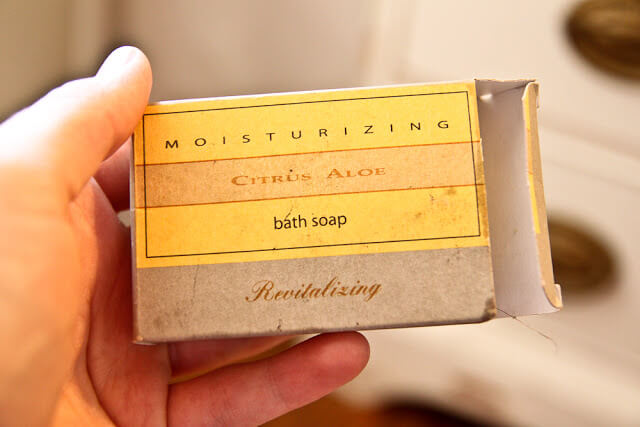 MOISTURIZING
CITRUS ALOE
bath soap
Revitalizing